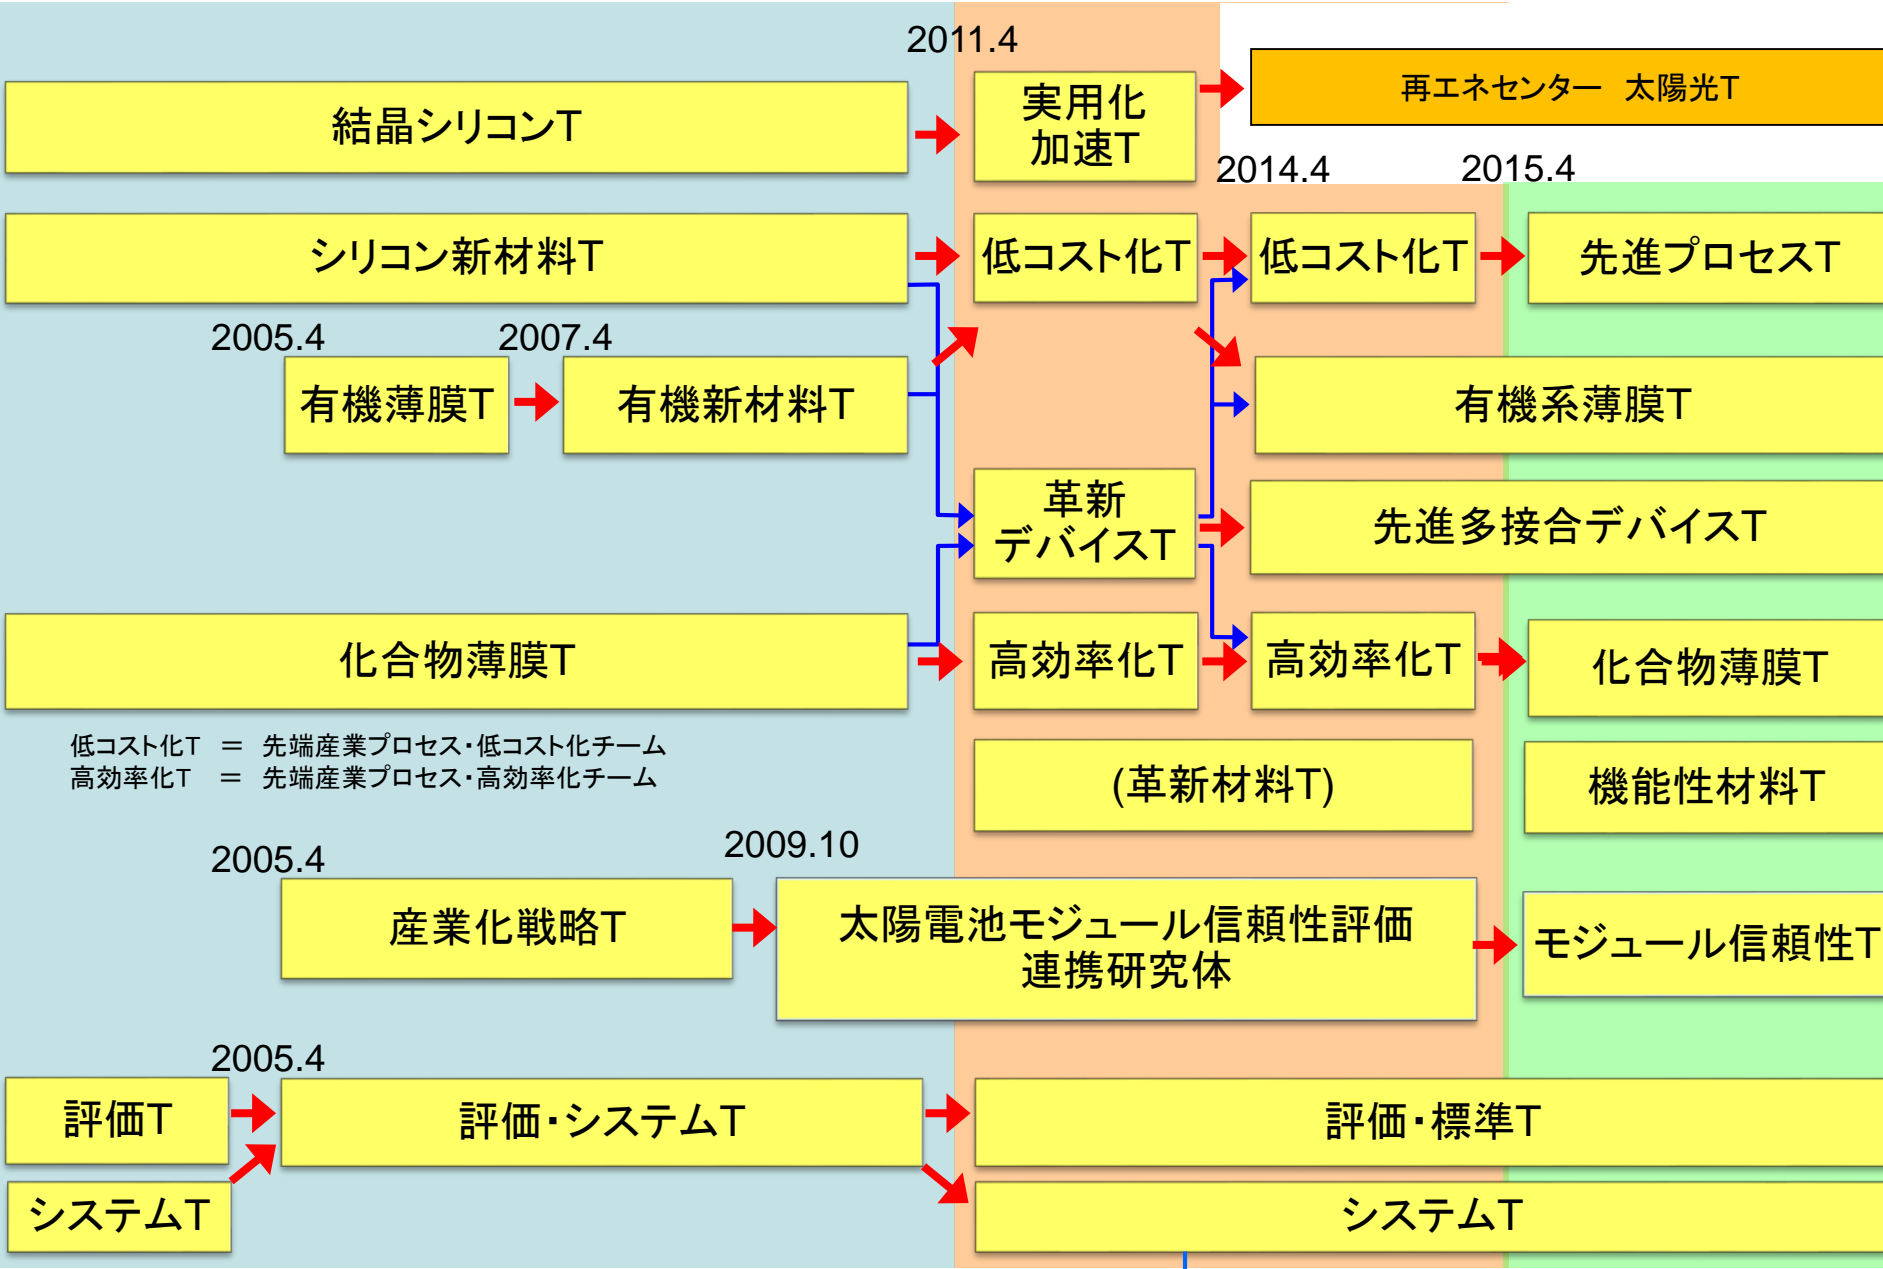 2011.4
結晶シリコンT
実用化
加速T
再エネセンター 太陽光T
2014.4
2015.4
シリコン新材料T
低コスト化T
低コスト化T
先進プロセスT
2005.4
2007.4
有機薄膜T
有機新材料T
有機系薄膜T
革新
デバイスT
先進多接合デバイスT
化合物薄膜T
高効率化T
高効率化T
化合物薄膜T
低コスト化T = 先端産業プロセス・低コスト化チーム
高効率化T = 先端産業プロセス・高効率化チーム
(革新材料T)
機能性材料T
2005.4
2009.10
産業化戦略T
太陽電池モジュール信頼性評価
連携研究体
モジュール信頼性T
2005.4
評価T
評価・システムT
評価・標準T
システムT
システムT